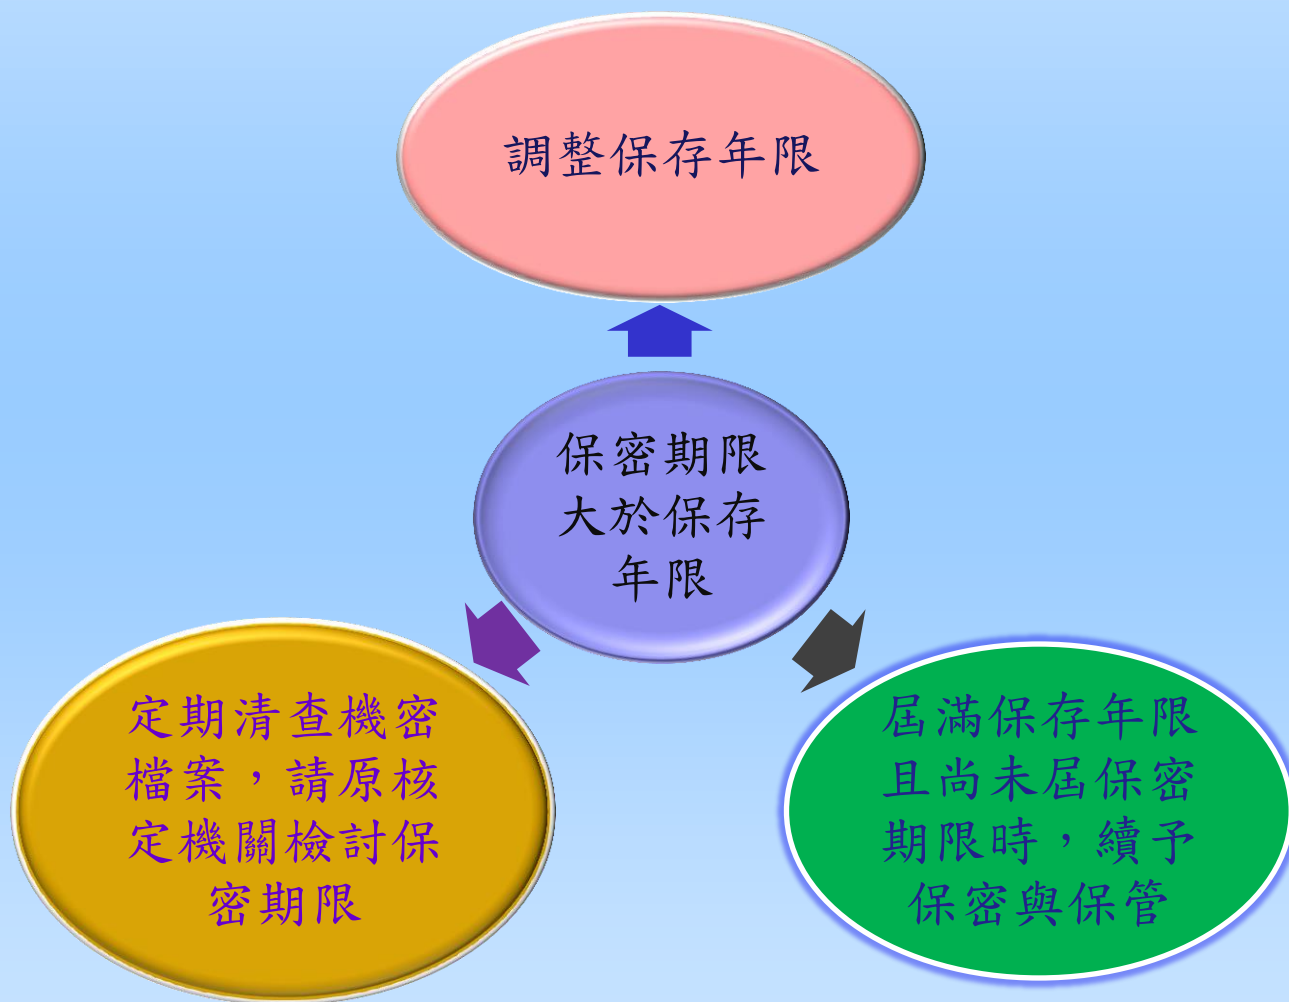 調整保存年限
保密期限
大於保存
年限
定期清查機密
檔案，請原核
定機關檢討保
密期限
屆滿保存年限
且尚未屆保密
期限時，續予
保密與保管